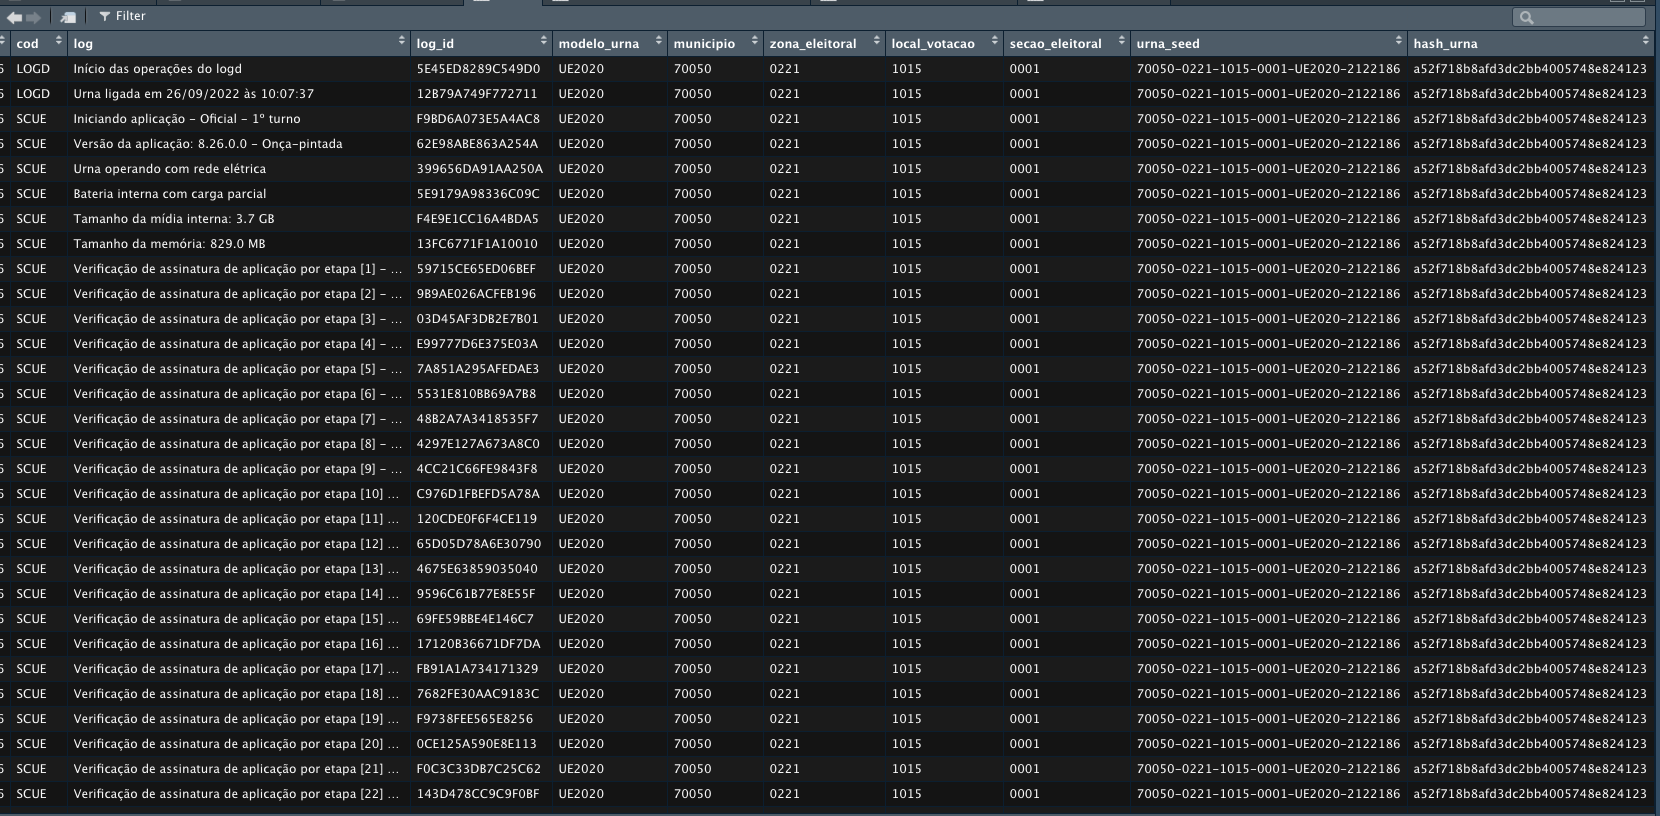 Filter
cod log log_id modelo_urna municipio zona_eleitoral local_votacao secao_eleitoral urna_seed hash_urna
6 LOGD Início das operações do logd 5E45ED8289C549D0 UE2020 70050 0221 1015 0001 70050-0221-1015-0001-UE2020-2122186 a52f718b8afd3dc2bb4005748e824123
6 LOGD Urna ligada em 26/09/2022 às 10:07:37 12B79A749F772711 UE2020 70050 0221 1015 0001 70050-0221-1015-0001-UE2020-2122186 a52f718b8afd3dc2bb4005748e824123
6 SCUE Iniciando aplicação - Oficial - 1º turno F9BD6A073E5A4AC8 UE2020 70050 0221 1015 0001 70050-0221-1015-0001-UE2020-2122186 a52f718b8afd3dc2bb4005748e824123
6 SCUE Versão da aplicação: 8.26.0.0 - Onça-pintada 62E98ABE863A254A UE2020 70050 0221 1015 0001 70050-0221-1015-0001-UE2020-2122186 a52f718b8afd3dc2bb4005748e824123
6 SCUE Urna operando com rede elétrica 399656DA91AA250A UE2020 70050 0221 1015 0001 70050-0221-1015-0001-UE2020-2122186 a52f718b8afd3dc2bb4005748e824123
6 SCUE Bateria interna com carga parcial 5E9179A98336C09C UE2020 70050 0221 1015 0001 70050-0221-1015-0001-UE2020-2122186 a52f718b8afd3dc2bb4005748e824123
6 SCUE Tamanho da mídia interna: 3.7 GB F4E9E1CC16A4BDA5 UE2020 70050 0221 1015 0001 70050-0221-1015-0001-UE2020-2122186 a52f718b8afd3dc2bb4005748e824123
6 SCUE Tamanho da memória: 829.0 MB 13FC6771F1A10010 UE2020 70050 0221 1015 0001 70050-0221-1015-0001-UE2020-2122186 a52f718b8afd3dc2bb4005748e824123
6 SCUE Verificação de assinatura de aplicação por etapa [1] - ... 59715CE65ED06BEF UE2020 70050 0221 1015 0001 70050-0221-1015-0001-UE2020-2122186 a52f718b8afd3dc2bb4005748e824123
6 SCUE Verificação de assinatura de aplicação por etapa [2] - ... 9B9AE026ACFEB196 UE2020 70050 0221 1015 0001 70050-0221-1015-0001-UE2020-2122186 a52f718b8afd3dc2bb4005748e824123
6 SCUE Verificação de assinatura de aplicação por etapa [3] - ... 03D45AF3DB2E7B01 UE2020 70050 0221 1015 0001 70050-0221-1015-0001-UE2020-2122186 a52f718b8afd3dc2bb4005748e824123
6 SCUE Verificação de assinatura de aplicação por etapa [4] - ... E99777D6E375E03A UE2020 70050 0221 1015 0001 70050-0221-1015-0001-UE2020-2122186 a52f718b8afd3dc2bb4005748e824123
6 SCUE Verificação de assinatura de aplicação por etapa [5] - ... 7A851A295AFEDAE3 UE2020 70050 0221 1015 0001 70050-0221-1015-0001-UE2020-2122186 a52f718b8afd3dc2bb4005748e824123
6 SCUE Verificação de assinatura de aplicação por etapa [6] - ... 5531E810BB69A7B8 UE2020 70050 0221 1015 0001 70050-0221-1015-0001-UE2020-2122186 a52f718b8afd3dc2bb4005748e824123
6 SCUE Verificação de assinatura de aplicação por etapa [7] - ... 48B2A7A3418535F7 UE2020 70050 0221 1015 0001 70050-0221-1015-0001-UE2020-2122186 a52f718b8afd3dc2bb4005748e824123
6 SCUE Verificação de assinatura de aplicação por etapa [8] - ... 4297E127A673A8C0 UE2020 70050 0221 1015 0001 70050-0221-1015-0001-UE2020-2122186 a52f718b8afd3dc2bb4005748e824123
6 SCUE Verificação de assinatura de aplicação por etapa [9] - ... 4CC21C66FE9843F8 UE2020 70050 0221 1015 0001 70050-0221-1015-0001-UE2020-2122186 a52f718b8afd3dc2bb4005748e824123
6 SCUE Verificação de assinatura de aplicação por etapa [10] ... C976D1FBEFD5A78A UE2020 70050 0221 1015 0001 70050-0221-1015-0001-UE2020-2122186 a52f718b8afd3dc2bb4005748e824123
6 SCUE Verificação de assinatura de aplicação por etapa [11] ... 120CDE0F6F4CE119 UE2020 70050 0221 1015 0001 70050-0221-1015-0001-UE2020-2122186 a52f718b8afd3dc2bb4005748e824123
6 SCUE Verificação de assinatura de aplicação por etapa [12] ... 65D05D78A6E30790 UE2020 70050 0221 1015 0001 70050-0221-1015-0001-UE2020-2122186 a52f718b8afd3dc2bb4005748e824123
6 SCUE Verificação de assinatura de aplicação por etapa [13] ... 4675E63859035040 UE2020 70050 0221 1015 0001 70050-0221-1015-0001-UE2020-2122186 a52f718b8afd3dc2bb4005748e824123
6 SCUE Verificação de assinatura de aplicação por etapa [14] ... 9596C61B77E8E55F UE2020 70050 0221 1015 0001 70050-0221-1015-0001-UE2020-2122186 a52f718b8afd3dc2bb4005748e824123
6 SCUE Verificação de assinatura de aplicação por etapa [15] ... 69FE59BBE4E146C7 UE2020 70050 0221 1015 0001 70050-0221-1015-0001-UE2020-2122186 a52f718b8afd3dc2bb4005748e824123
6 SCUE Verificação de assinatura de aplicação por etapa [16] ... 17120B36671DF7DA UE2020 70050 0221 1015 0001 70050-0221-1015-0001-UE2020-2122186 a52f718b8afd3dc2bb4005748e824123
6 SCUE Verificação de assinatura de aplicação por etapa [17] ... FB91A1A734171329 UE2020 70050 0221 1015 0001 70050-0221-1015-0001-UE2020-2122186 a52f718b8afd3dc2bb4005748e824123
6 SCUE Verificação de assinatura de aplicação por etapa [18] ... 7682FE30AAC9183C UE2020 70050 0221 1015 0001 70050-0221-1015-0001-UE2020-2122186 a52f718b8afd3dc2bb4005748e824123
6 SCUE Verificação de assinatura de aplicação por etapa [19] ... F9738FEE565E8256 UE2020 70050 0221 1015 0001 70050-0221-1015-0001-UE2020-2122186 a52f718b8afd3dc2bb4005748e824123
6 SCUE Verificação de assinatura de aplicação por etapa [20] ... 0CE125A590E8E113 UE2020 70050 0221 1015 0001 70050-0221-1015-0001-UE2020-2122186 a52f718b8afd3dc2bb4005748e824123
6 SCUE Verificação de assinatura de aplicação por etapa [21] ... F0C3C33DB7C25C62 UE2020 70050 0221 1015 0001 70050-0221-1015-0001-UE2020-2122186 a52f718b8afd3dc2bb4005748e824123
6 SCUE Verificação de assinatura de aplicação por etapa [22] ... 143D478CC9C9F0BF UE2020 70050 0221 1015 0001 70050-0221-1015-0001-UE2020-2122186 a52f718b8afd3dc2bb4005748e824123